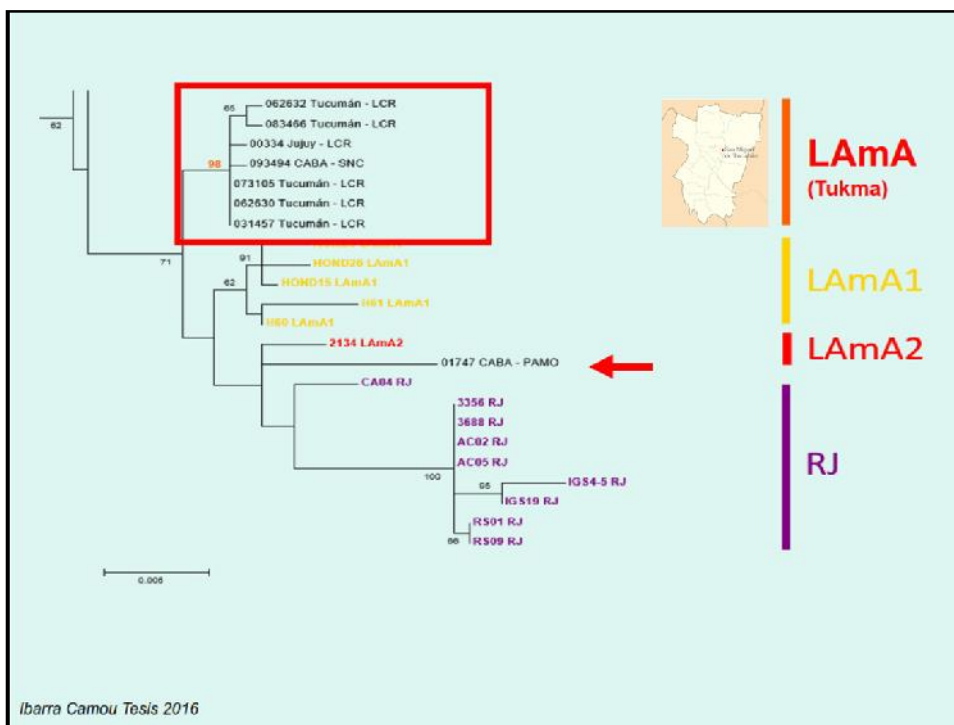 62
65
062632 Tucumán - LCR
083466 Tucumán - LCR
00334 Jujuy - LCR
98
093494 CABA - SNC
073105 Tucumán - LCR
062630 Tucumán - LCR
031457 Tucumán - LCR
71
91
HOND26 LAmA1
HOND15 LAmA1
62
H61 LAmA1
H60 LAmA1
2134 LAmA2
01747 CABA - PAMO
CA04 RJ
3356 RJ
3688 RJ
AC02 RJ
AC05 RJ
100
95
IGS4-5 RJ
IGS19 RJ
RS01 RJ
66
RS09 RJ
0.005
LAmA
(Tukma)
LAmA1
LAmA2
RJ
Ibarra Camou Tesis 2016